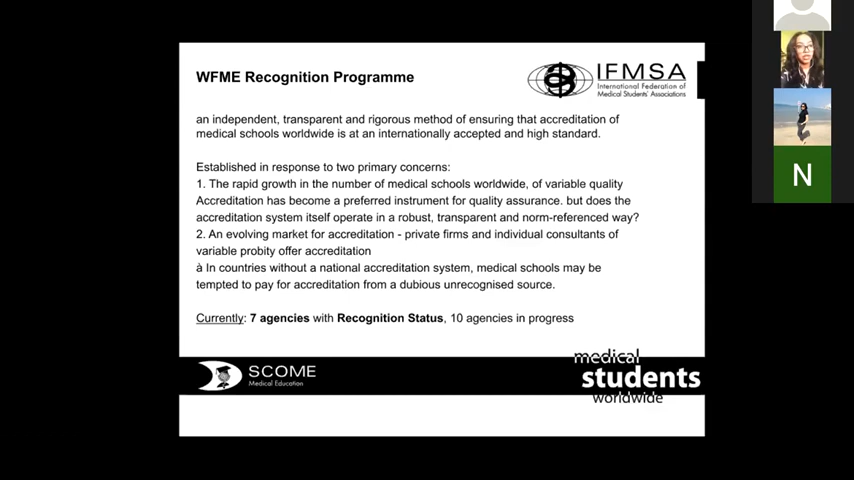 WFME Recognition Programme
IFMSA
International Federation of
Medical Students' Associations
an independent, transparent and rigorous method of ensuring that accreditation of
medical schools worldwide is at an internationally accepted and high standard.
Established in response to two primary concerns:
1. The rapid growth in the number of medical schools worldwide, of variable quality
Accreditation has become a preferred instrument for quality assurance. but does the
accreditation system itself operate in a robust, transparent and norm-referenced way?
2. An evolving market for accreditation - private firms and individual consultants of
variable probity offer accreditation
à In countries without a national accreditation system, medical schools may be
tempted to pay for accreditation from a dubious unrecognised source.
Currently: 7 agencies with Recognition Status, 10 agencies in progress
SCOME
Medical Education
medical
students
worldwide
N